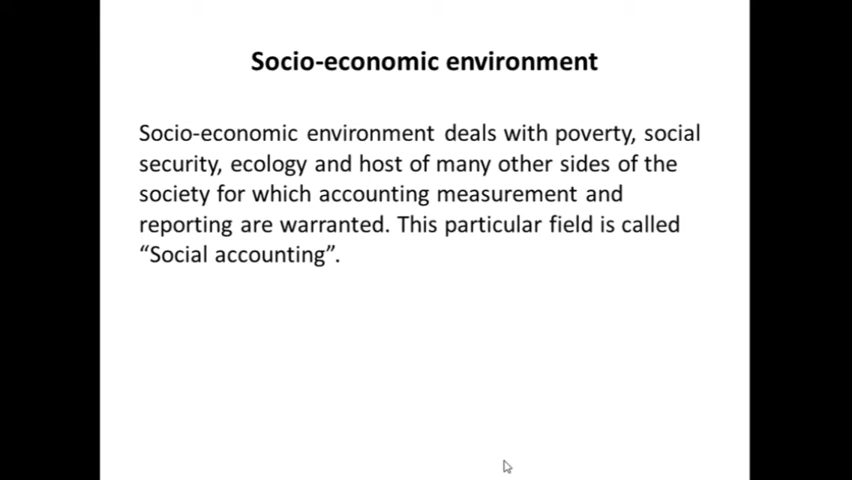 Socio-economic environment
Socio-economic environment deals with poverty, social
security, ecology and host of many other sides of the
society for which accounting measurement and
reporting are warranted. This particular field is called
“Social accounting”.